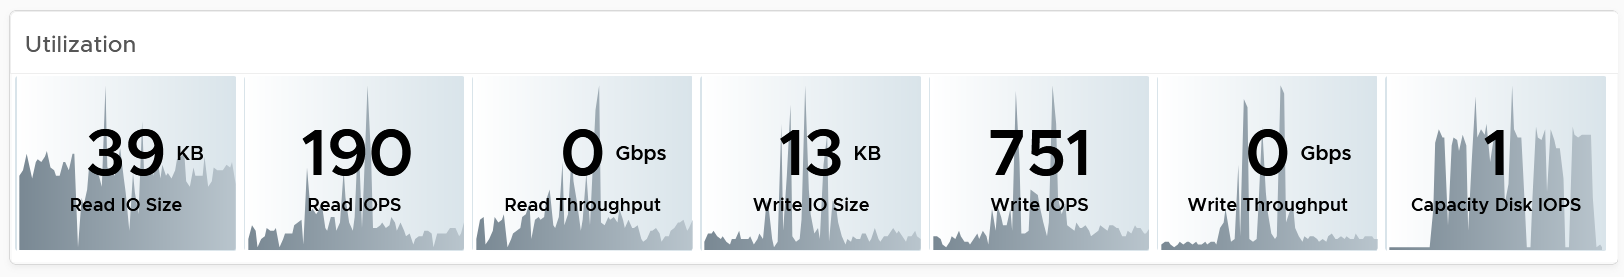 Utilization
39 KB
Read IO Size
190
Read IOPS
0 Gbps
Read Throughput
13 KB
Write IO Size
751
Write IOPS
0 Gbps
Write Throughput
1
Capacity Disk IOPS